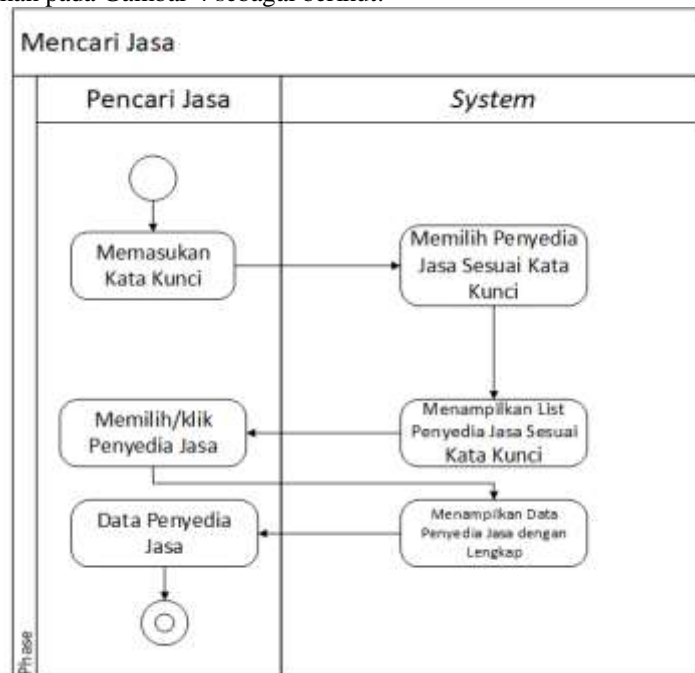 Mencari Jasa
Pencari Jasa
System
Memasukan
Kata Kunci
Memilih Penyedia
Jasa Sesuai Kata
Kunci
Menampilkan List
Penyedia Jasa Sesuai
Kata Kunci
Memilih/klik
Penyedia Jasa
Menampilkan Data
Penyedia Jasa dengan
Lengkap
Data Penyedia
Jasa
Phase